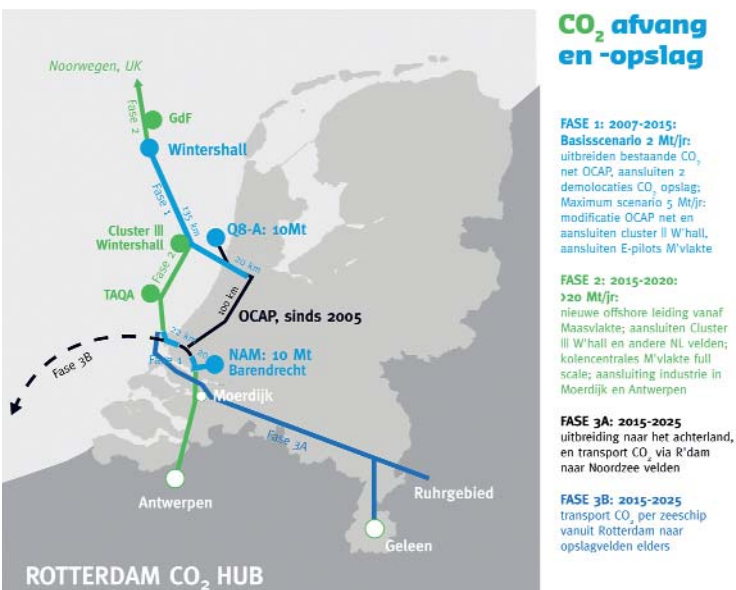 CO₂ afvang
en -opslag
Noorwegen, UK
Fase 2
GdF
Wintershall
Fase 1
135 km
Q8-A: 10Mt
Cluster III
Wintershall
20 km
Fase 2
TAQA
100 km
OCAP, sinds 2005
22 km
Fase 1
20
NAM: 10 Mt
Barendrecht
Fase 3B
Moerdijk
Fase 3A
Antwerpen
Ruhrgebied
Geleen
ROTTERDAM CO₂ HUB
FASE 1: 2007-2015:
Basisscenario 2 Mt/jr:
uitbreiden bestaande CO₂
net OCAP, aansluiten 2
demolocaties CO₂ opslag;
Maximum scenario 5 Mt/jr:
modificatie OCAP net en
aansluiten cluster II W'hall,
aansluiten E-pilots M'vlakte
FASE 2: 2015-2020:
>20 Mt/jr:
nieuwe offshore leiding vanaf
Maasvlakte; aansluiten Cluster
III W'hall en andere NL velden;
kolencentrales M'vlakte full
scale; aansluiting industrie in
Moerdijk en Antwerpen
FASE 3A: 2015-2025
uitbreiding naar het achterland,
en transport CO₂ via R'dam
naar Noordzee velden
FASE 3B: 2015-2025
transport CO₂ per zeeschip
vanuit Rotterdam naar
opslagvelden elders